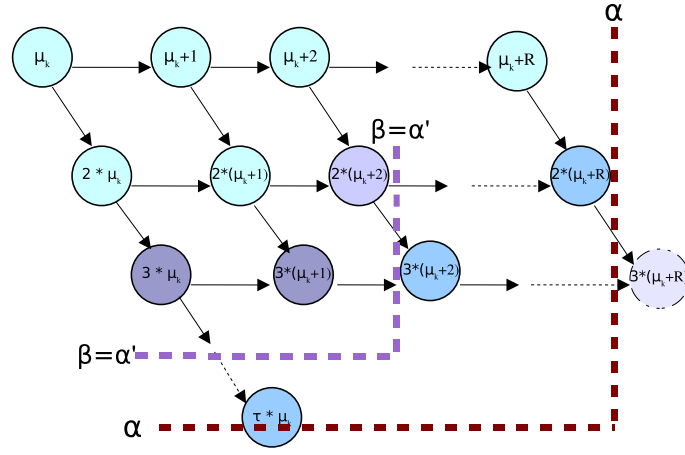 α
μₖ
μₖ+1
μₖ+2
μₖ+R
β=α'
2 * μₖ
2*(μₖ+1)
2*(μₖ+2)
2*(μₖ+R)
3 * μₖ
3*(μₖ+1)
3*(μₖ+2)
3*(μₖ+R)
β=α'
τ * μₖ
α